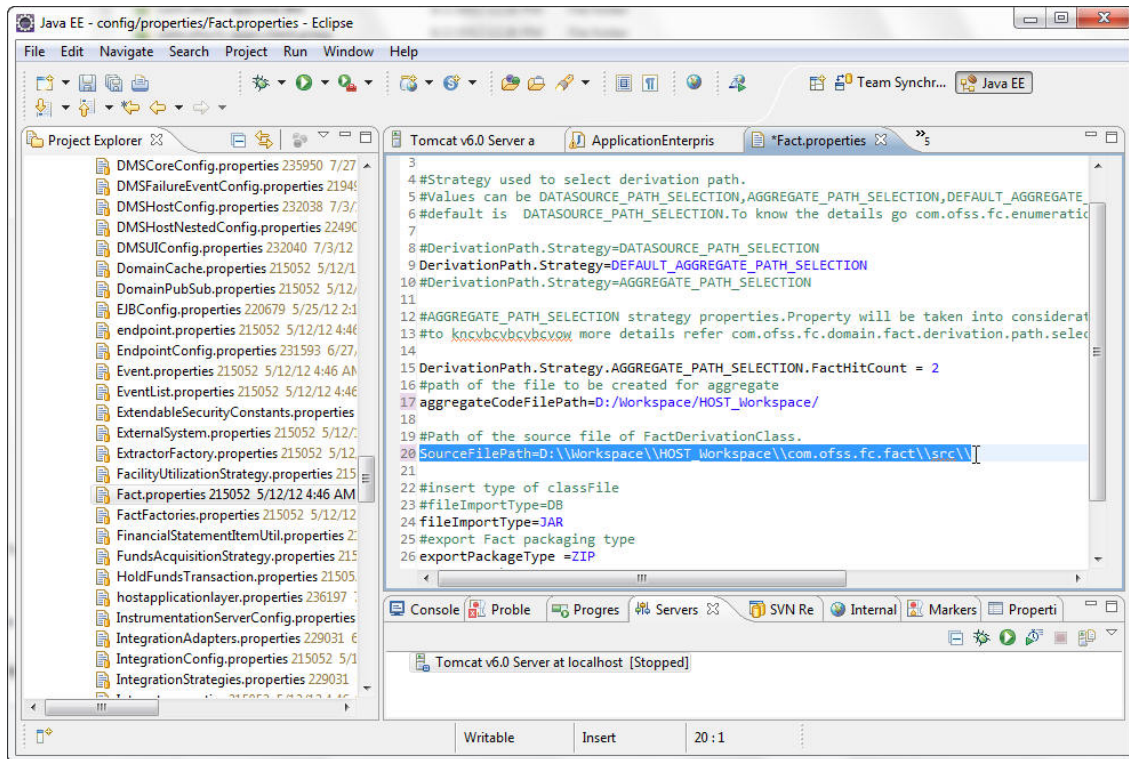 Java EE - config/properties/Fact.properties - Eclipse
File Edit Navigate Search Project Run Window Help
Team Synchr... Java EE
Project Explorer
DMSCoreConfig.properties 235950 7/27
DMSFailureEventConfig.properties 21949
DMSHostConfig.properties 232038 7/3/
DMSHostNestedConfig.properties 22490
DMSUIConfig.properties 232040 7/3/12
DomainCache.properties 215052 5/12/1
DomainPubSub.properties 215052 5/12/
EJBConfig.properties 220679 5/25/12 2:1
endpoint.properties 215052 5/12/12 4:46
EndpointConfig.properties 231593 6/27/
Event.properties 215052 5/12/12 4:46 AM
EventList.properties 215052 5/12/12 4:46
ExtendableSecurityConstants.properties
ExternalSystem.properties 215052 5/12/
ExtractorFactory.properties 215052 5/12
FacilityUtilizationStrategy.properties 215
Fact.properties 215052 5/12/12 4:46 AM
FactFactories.properties 215052 5/12/12
FinancialStatementItemUtil.properties 2
FundsAcquisitionStrategy.properties 215
HoldFundsTransaction.properties 21505
hostapplicationlayer.properties 236197
InstrumentationServerConfig.properties
IntegrationAdapters.properties 229031 6
IntegrationConfig.properties 215052 5/1
IntegrationStrategies.properties 229031
Tomcat v6.0 Server a ApplicationEnterpris *Fact.properties »5
3
4 #Strategy used to select derivation path.
5 #Values can be DATASOURCE_PATH_SELECTION,AGGREGATE_PATH_SELECTION,DEFAULT_AGGREGATE_
6 #default is DATASOURCE_PATH_SELECTION.To know the details go com.ofss.fc.enumeratic
7
8 #DerivationPath.Strategy=DATASOURCE_PATH_SELECTION
9 DerivationPath.Strategy=DEFAULT_AGGREGATE_PATH_SELECTION
10 #DerivationPath.Strategy=AGGREGATE_PATH_SELECTION
11
12 #AGGREGATE_PATH_SELECTION strategy properties.Property will be taken into considerat
13 #to kncvbcvbcvbcvow more details refer com.ofss.fc.domain.fact.derivation.path.selec
14
15 DerivationPath.Strategy.AGGREGATE_PATH_SELECTION.FactHitCount = 2
16 #path of the file to be created for aggregate
17 aggregateCodeFilePath=D:/Workspace/HOST_Workspace/
18
19 #Path of the source file of FactDerivationClass.
20 SourceFilePath=D:\\Workspace\\HOST_Workspace\\com.ofss.fc.fact\\src\\
21
22 #insert type of classFile
23 #fileImportType=DB
24 fileImportType=JAR
25 #export Fact packaging type
26 exportPackageType =ZIP
Console Proble Progres Servers SVN Re Internal Markers Properti
Tomcat v6.0 Server at localhost [Stopped]
Writable Insert 20 : 1